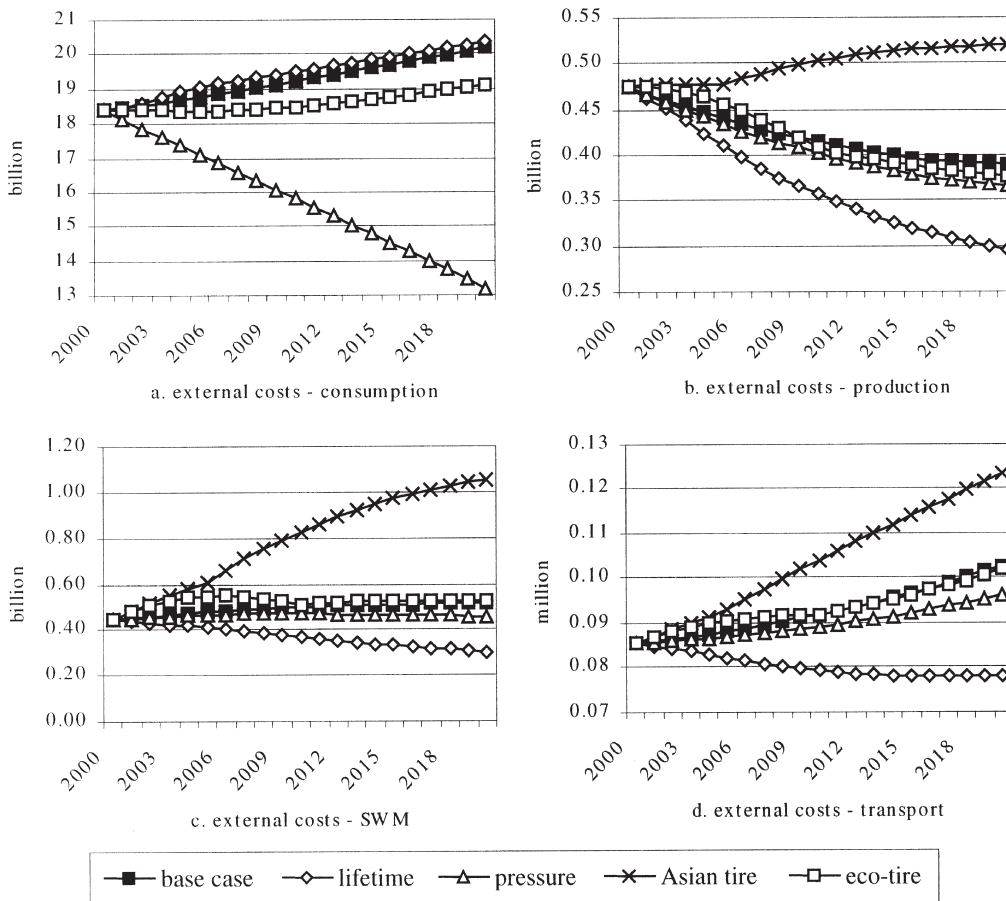 21
20
19
18
17
16
15
14
13
billion
2000 2003 2006 2009 2012 2015 2018
a. external costs - consumption
0.55
0.50
0.45
0.40
0.35
0.30
0.25
billion
2000 2003 2006 2009 2012 2015 2018
b. external costs - production
1.20
1.00
0.80
0.60
0.40
0.20
0.00
billion
2000 2003 2006 2009 2012 2015 2018
c. external costs - SWM
0.13
0.12
0.11
0.10
0.09
0.08
0.07
million
2000 2003 2006 2009 2012 2015 2018
d. external costs - transport
base case lifetime pressure Asian tire eco-tire